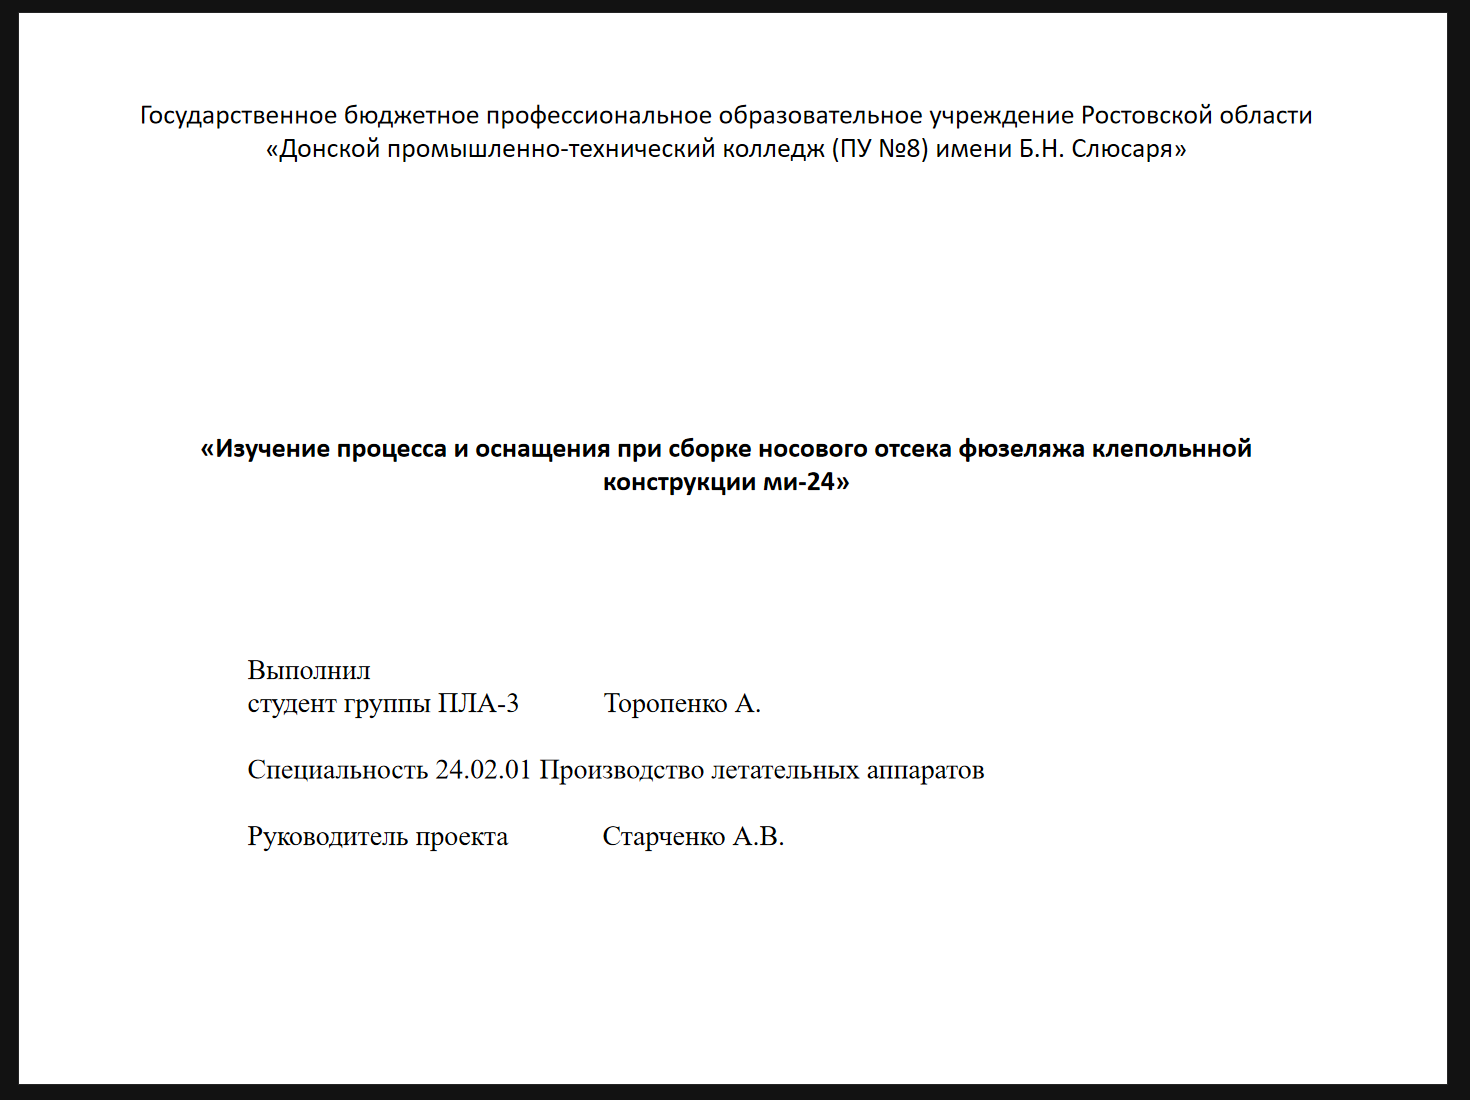 Государственное бюджетное профессиональное образовательное учреждение Ростовской области
«Донской промышленно-технический колледж (ПУ №8) имени Б.Н. Слюсаря»
«Изучение процесса и оснащения при сборке носового отсека фюзеляжа клепольнной
конструкции ми-24»
Выполнил
студент группы ПЛА-3 Торопенко А.
Специальность 24.02.01 Производство летательных аппаратов
Руководитель проекта Старченко А.В.